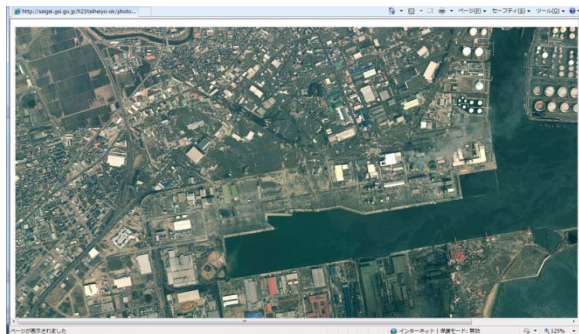 http://saigai.gsi.go.jp/h23taiheiyo-ok/photo...
ページ(P) セーフティ(S) ツール(O)
ページが表示されました
インターネット | 保護モード: 無効
125%